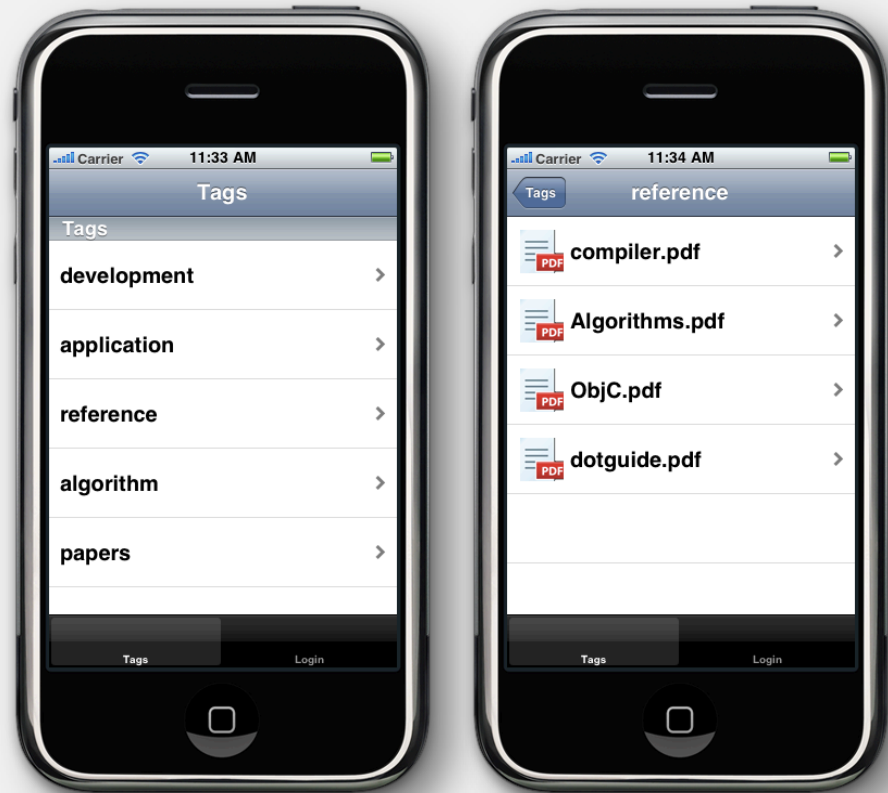 Carrier 11:33 AM
Tags
Tags
development
application
reference
algorithm
papers
Tags Login
Carrier 11:34 AM
Tags reference
PDF compiler.pdf
PDF Algorithms.pdf
PDF ObjC.pdf
PDF dotguide.pdf
Tags Login